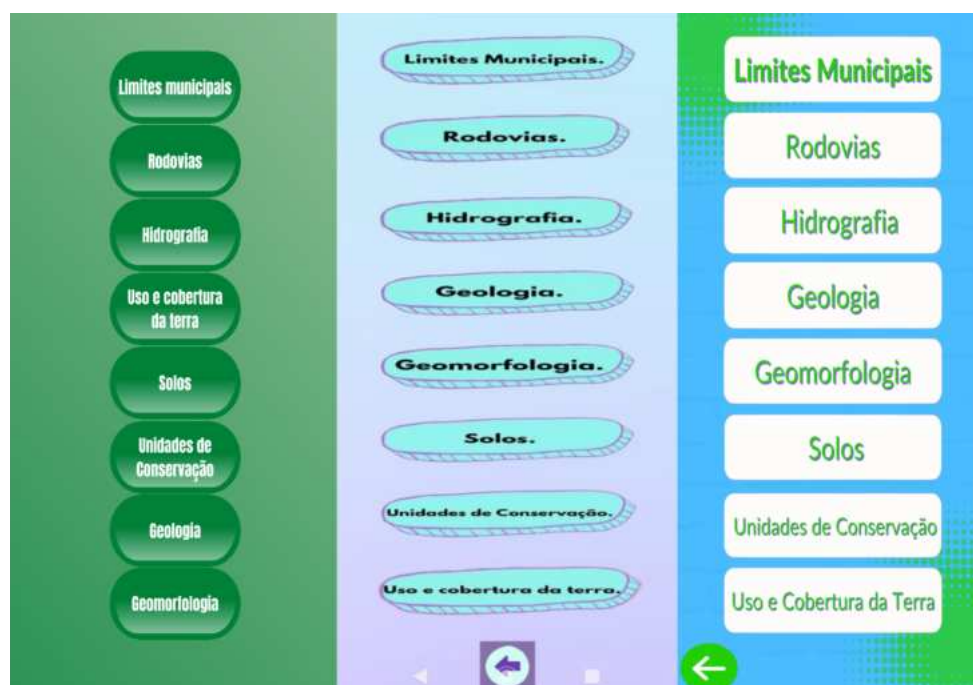 Limites municipais
Rodovias
Hidrografia
Uso e cobertura
da terra
Solos
Unidades de
Conservação
Geologia
Geomorfologia
Limites Municipais.
Rodovias.
Hidrografia.
Geologia.
Geomorfologia.
Solos.
Unidades de Conservação.
Uso e cobertura da terra.
Limites Municipais
Rodovias
Hidrografia
Geologia
Geomorfologia
Solos
Unidades de Conservação
Uso e Cobertura da Terra